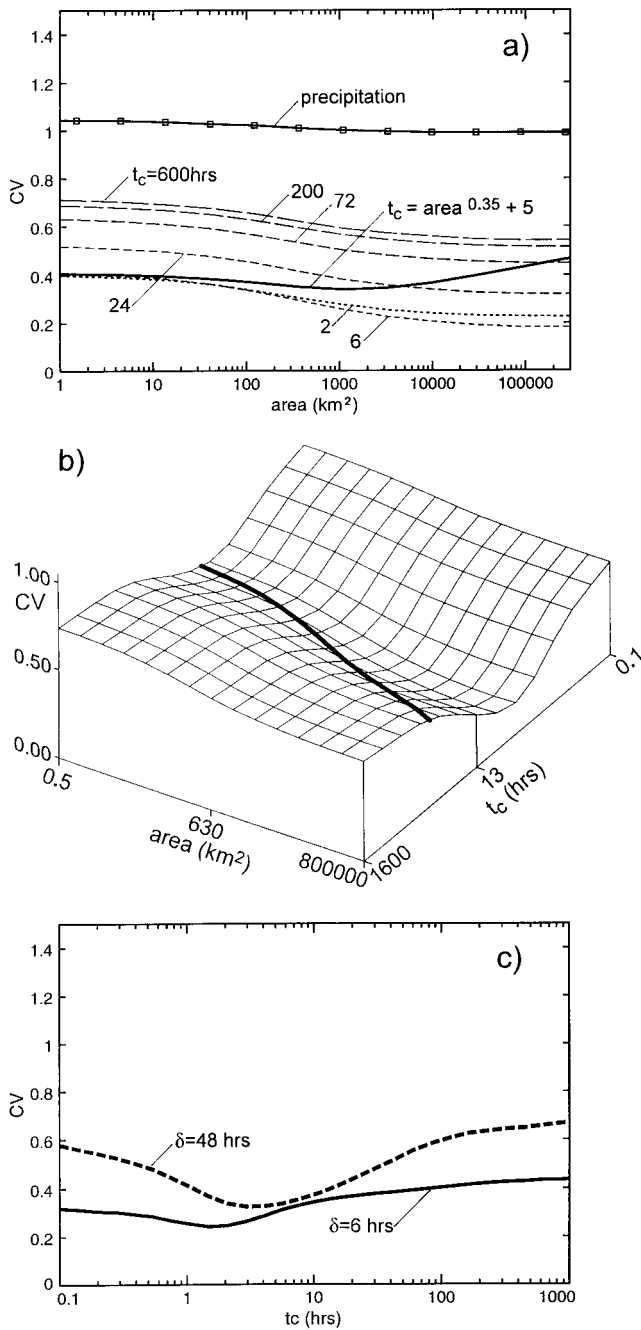 a)
1.4
1.2
1
0.8
0.6
0.4
0.2
0
CV
precipitation
t_c=600hrs
200
72
t_c = area^0.35 + 5
24
2
6
1
10
100
1000
10000
100000
area (km²)
b)
1.00
CV
0.50
0.00
0.5
630
area (km²)
800000
1600
13
t_c (hrs)
0.1
c)
1.4
1.2
1
0.8
0.6
0.4
0.2
0
CV
δ=48 hrs
δ=6 hrs
0.1
1
10
100
1000
tc (hrs)